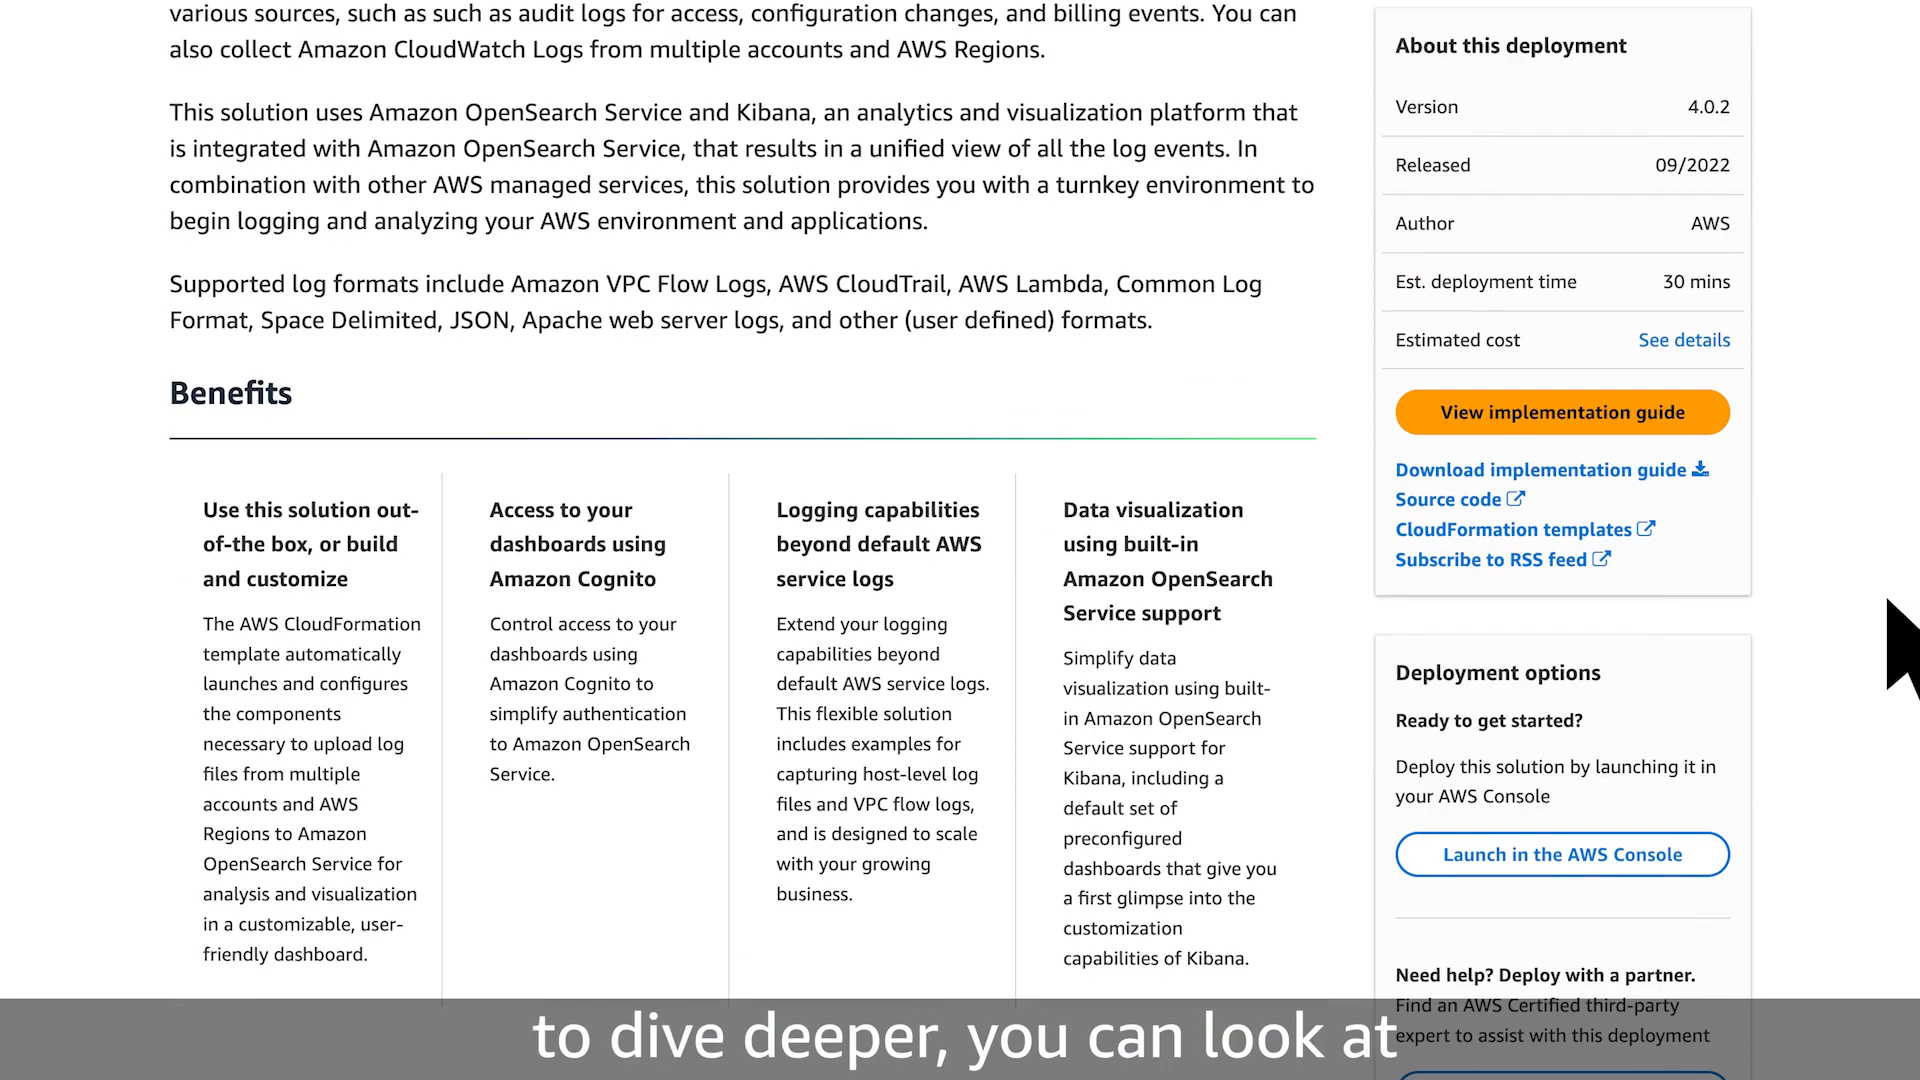 various sources, such as such as audit logs for access, configuration changes, and billing events. You can
also collect Amazon CloudWatch Logs from multiple accounts and AWS Regions.
This solution uses Amazon OpenSearch Service and Kibana, an analytics and visualization platform that
is integrated with Amazon OpenSearch Service, that results in a unified view of all the log events. In
combination with other AWS managed services, this solution provides you with a turnkey environment to
begin logging and analyzing your AWS environment and applications.
Supported log formats include Amazon VPC Flow Logs, AWS CloudTrail, AWS Lambda, Common Log
Format, Space Delimited, JSON, Apache web server logs, and other (user defined) formats.
Benefits
Use this solution out-
of-the box, or build
and customize
The AWS CloudFormation
template automatically
launches and configures
the components
necessary to upload log
files from multiple
accounts and AWS
Regions to Amazon
OpenSearch Service for
analysis and visualization
in a customizable, user-
friendly dashboard.
Access to your
dashboards using
Amazon Cognito
Control access to your
dashboards using
Amazon Cognito to
simplify authentication
to Amazon OpenSearch
Service.
Logging capabilities
beyond default AWS
service logs
Extend your logging
capabilities beyond
default AWS service logs.
This flexible solution
includes examples for
capturing host-level log
files and VPC flow logs,
and is designed to scale
with your growing
business.
Data visualization
using built-in
Amazon OpenSearch
Service support
Simplify data
visualization using built-
in Amazon OpenSearch
Service support for
Kibana, including a
default set of
preconfigured
dashboards that give you
a first glimpse into the
customization
capabilities of Kibana.
About this deployment
Version 4.0.2
Released 09/2022
Author AWS
Est. deployment time 30 mins
Estimated cost See details
View implementation guide
Download implementation guide
Source code
CloudFormation templates
Subscribe to RSS feed
Deployment options
Ready to get started?
Deploy this solution by launching it in
your AWS Console
Launch in the AWS Console
Need help? Deploy with a partner.
Find an AWS Certified third-party
expert to assist with this deployment
to dive deeper, you can look at